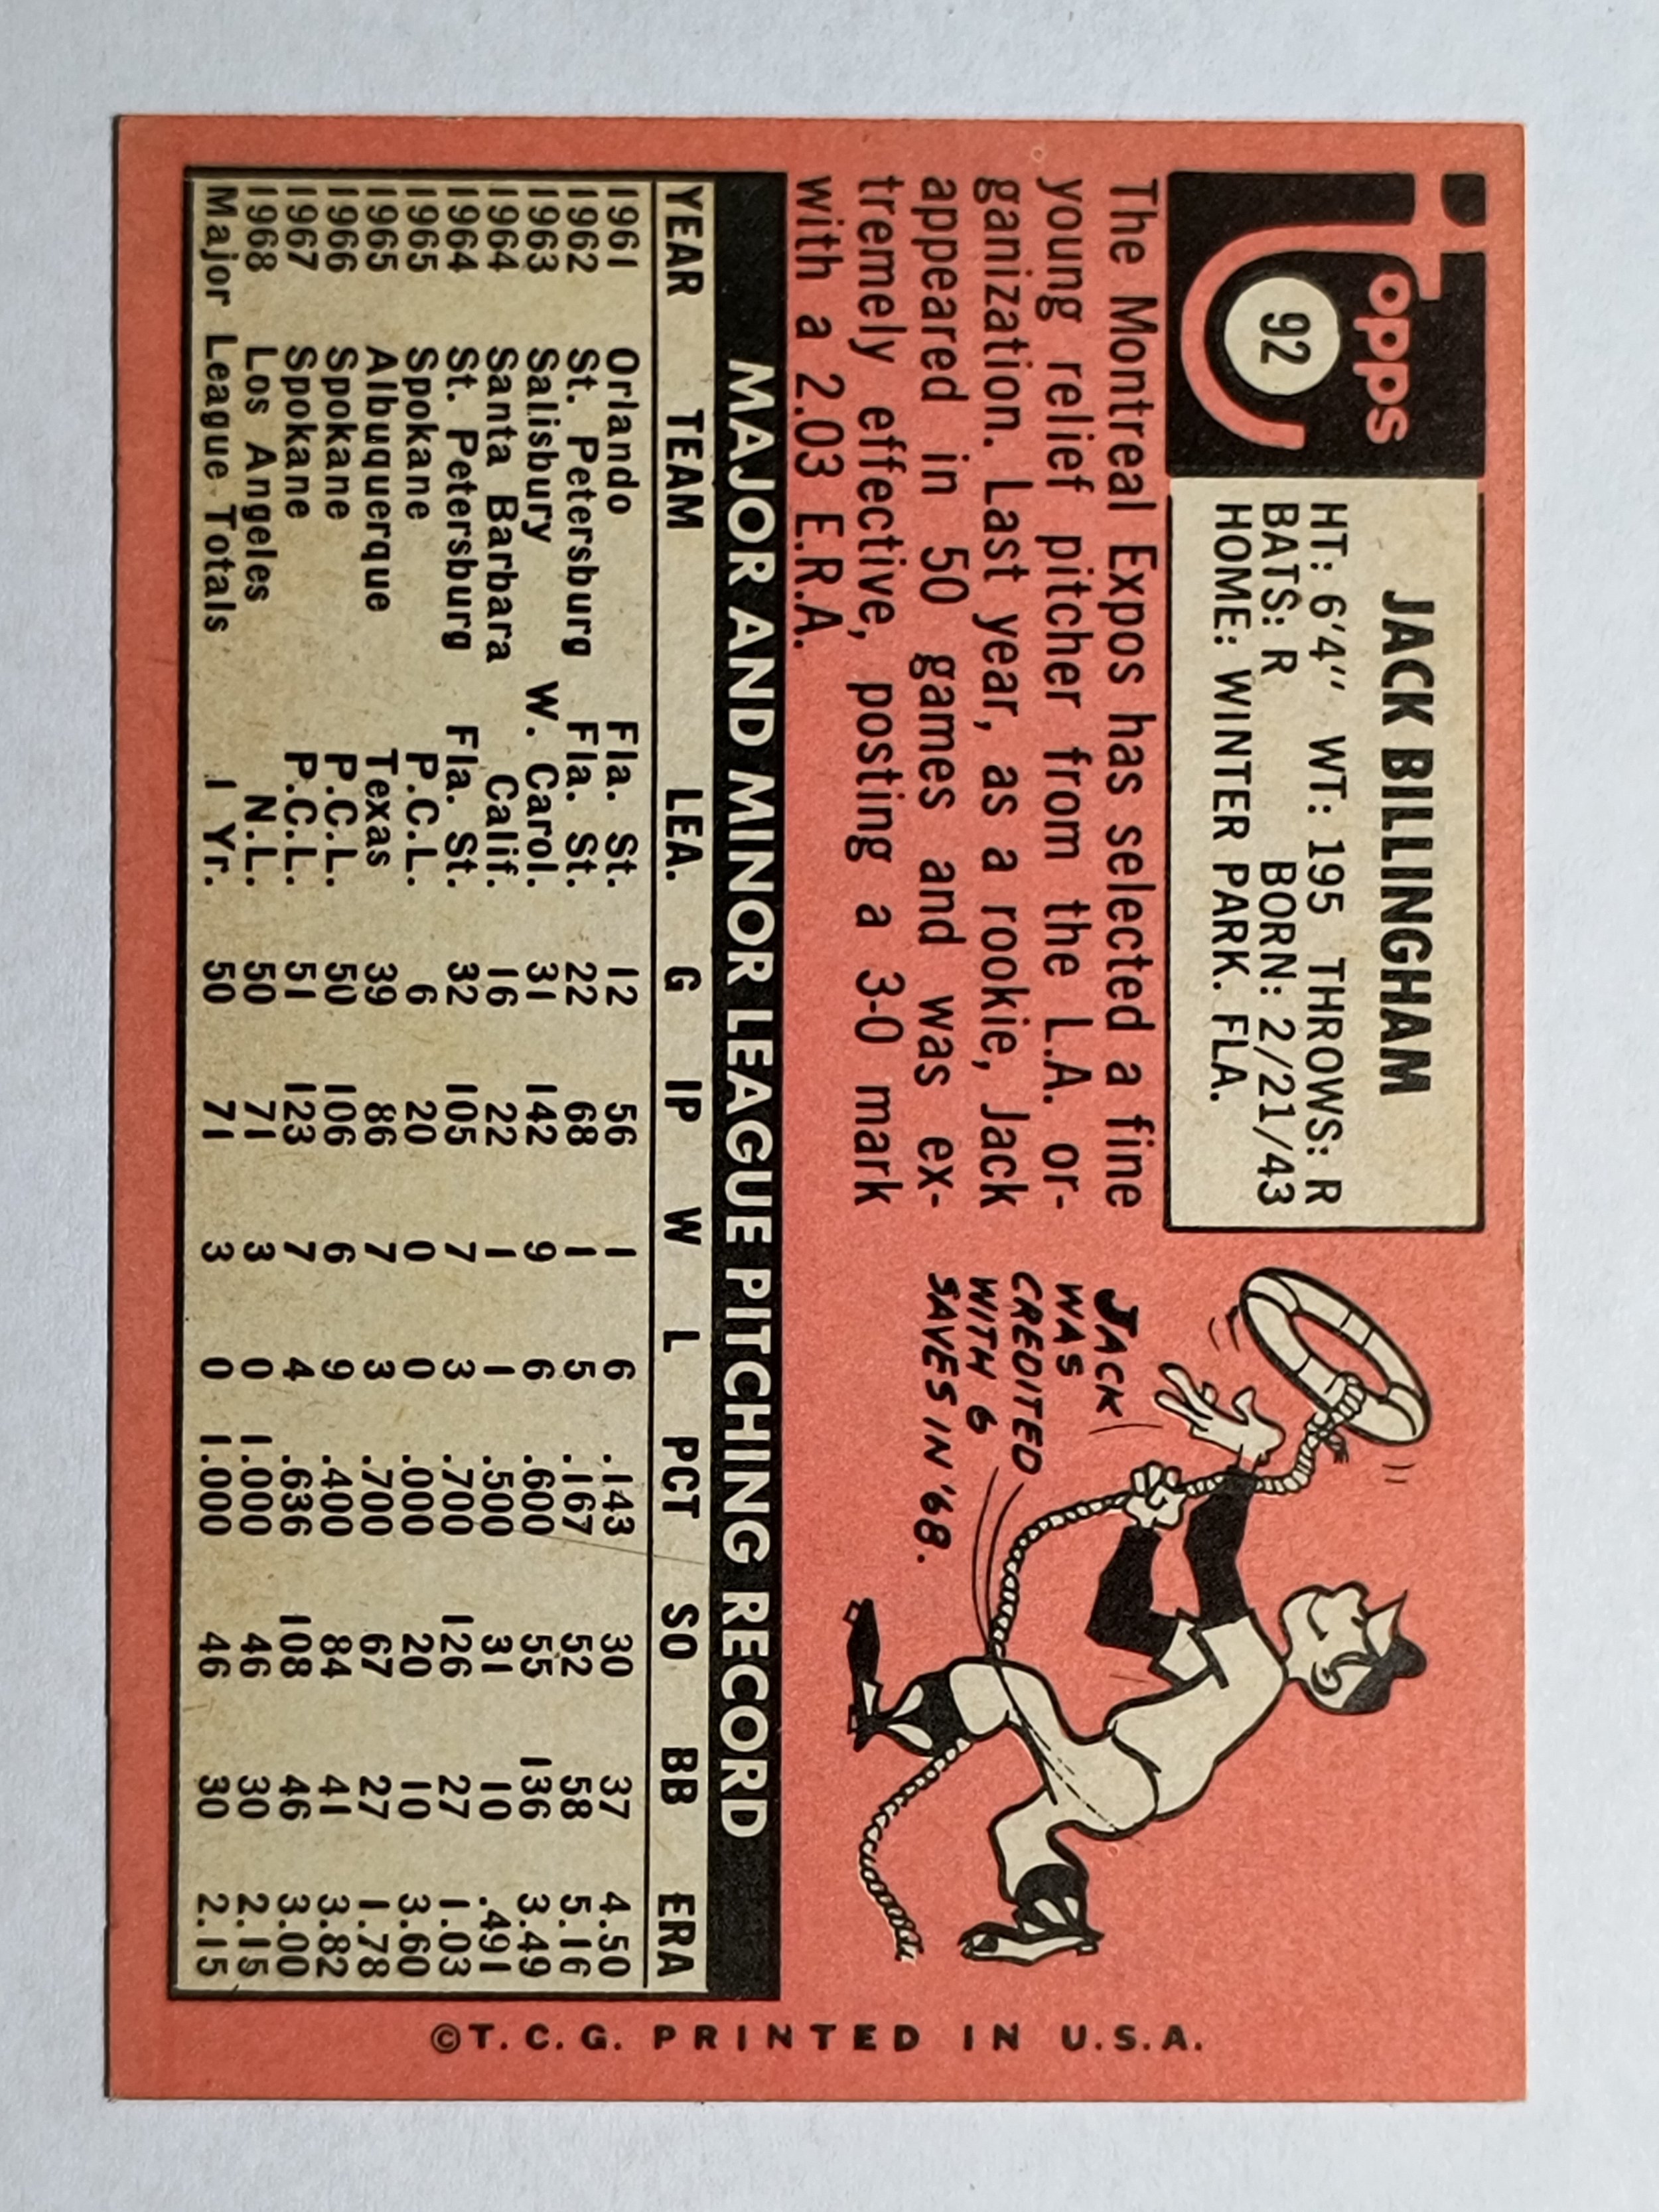 Topps
92
JACK BILLINGHAM
HT: 6'4" WT: 195 THROWS: R
BATS: R BORN: 2/21/43
HOME: WINTER PARK. FLA.
The Montreal Expos has selected a fine
young relief pitcher from the L.A. or-
ganization. Last year, as a rookie, Jack
appeared in 50 games and was ex-
tremely effective, posting a 3-0 mark
with a 2.03 E.R.A.
JACK
WAS
CREDITED
WITH 6
SAVES IN '68.
MAJOR AND MINOR LEAGUE PITCHING RECORD
YEAR TEAM LEA. G IP W L PCT SO BB ERA
1961 Orlando Fla. St. 12 56 1 6 .143 30 37 4.50
1962 St. Petersburg Fla. St. 22 68 1 5 .167 52 58 5.16
1963 Salisbury W. Carol. 31 142 9 6 .600 55 136 3.49
1964 Santa Barbara Calif. 16 22 1 1 .500 31 10 .491
1964 St. Petersburg Fla. St. 32 105 7 3 .700 126 27 1.03
1965 Spokane P.C.L. 6 20 0 0 .000 20 10 3.60
1965 Albuquerque Texas 39 86 7 3 .700 67 27 1.78
1966 Spokane P.C.L. 50 106 6 9 .400 84 41 3.82
1967 Spokane P.C.L. 51 123 7 4 .636 108 46 3.00
1968 Los Angeles N.L. 50 71 3 0 1.000 46 30 2.15
Major League Totals 1 Yr. 50 71 3 0 1.000 46 30 2.15
©T.C.G. PRINTED IN U.S.A.